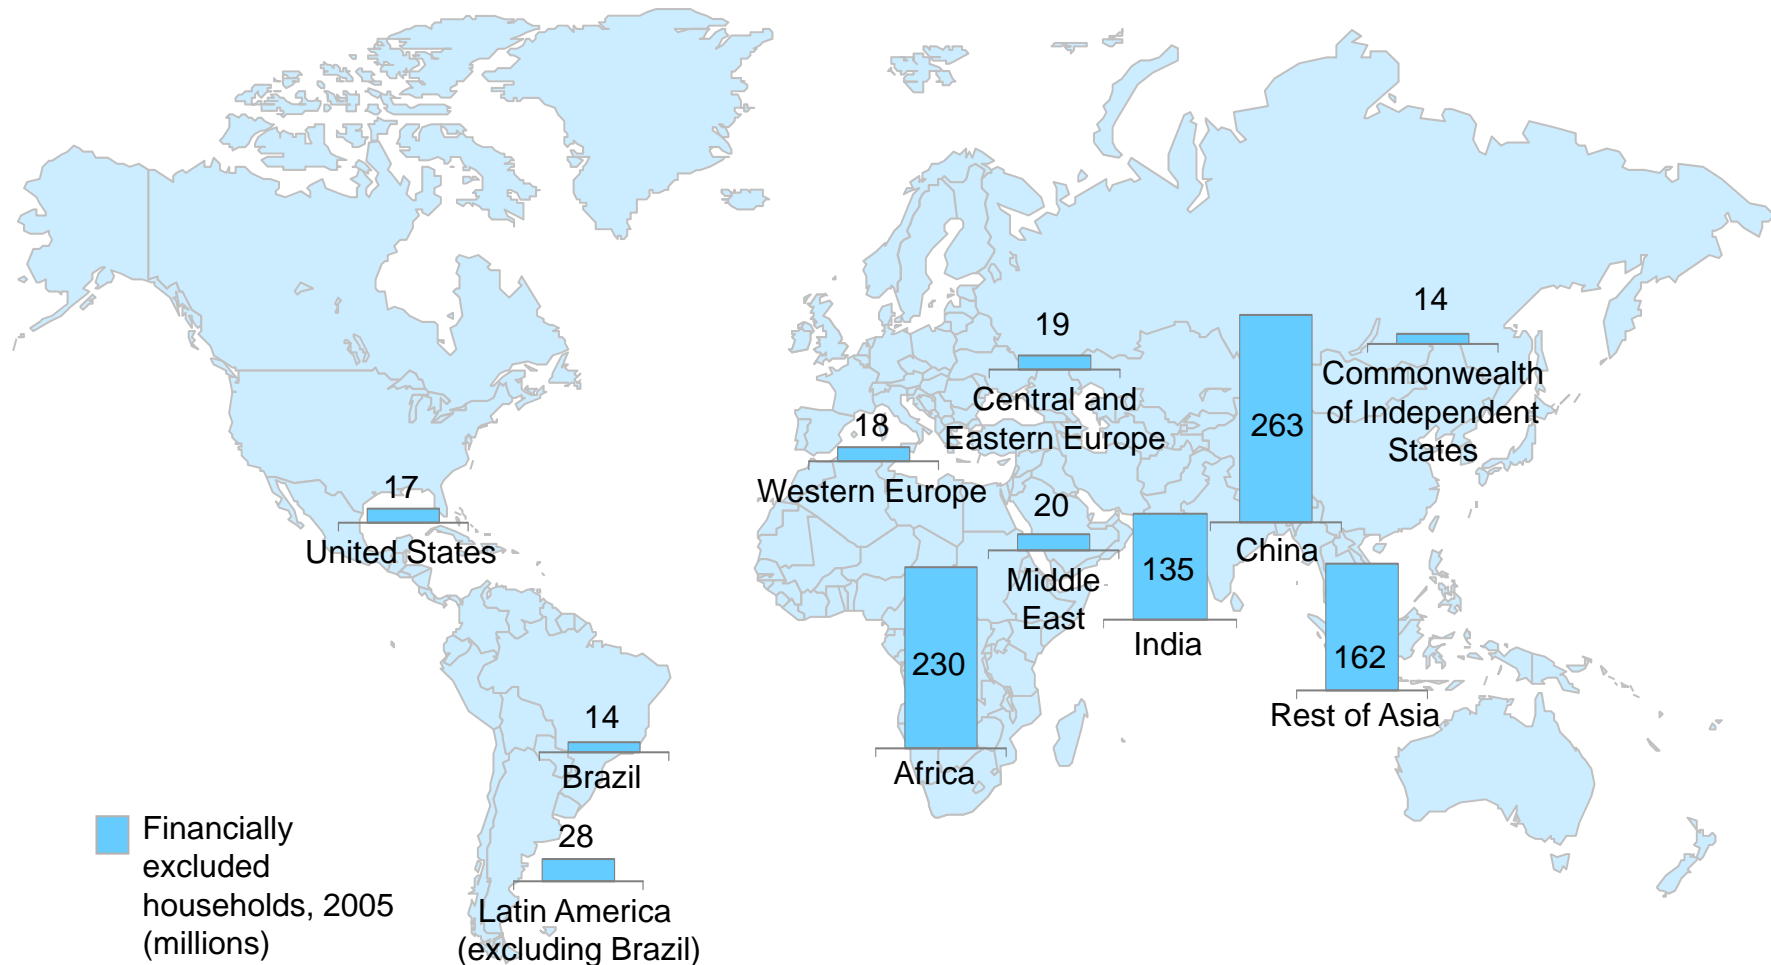 14
Commonwealth
of Independent
States
19
Central and
Eastern Europe
263
China
18
Western Europe
17
United States
20
Middle
East
135
India
230
Africa
162
Rest of Asia
14
Brazil
28
Latin America
(excluding Brazil)
Financially
excluded
households, 2005
(millions)